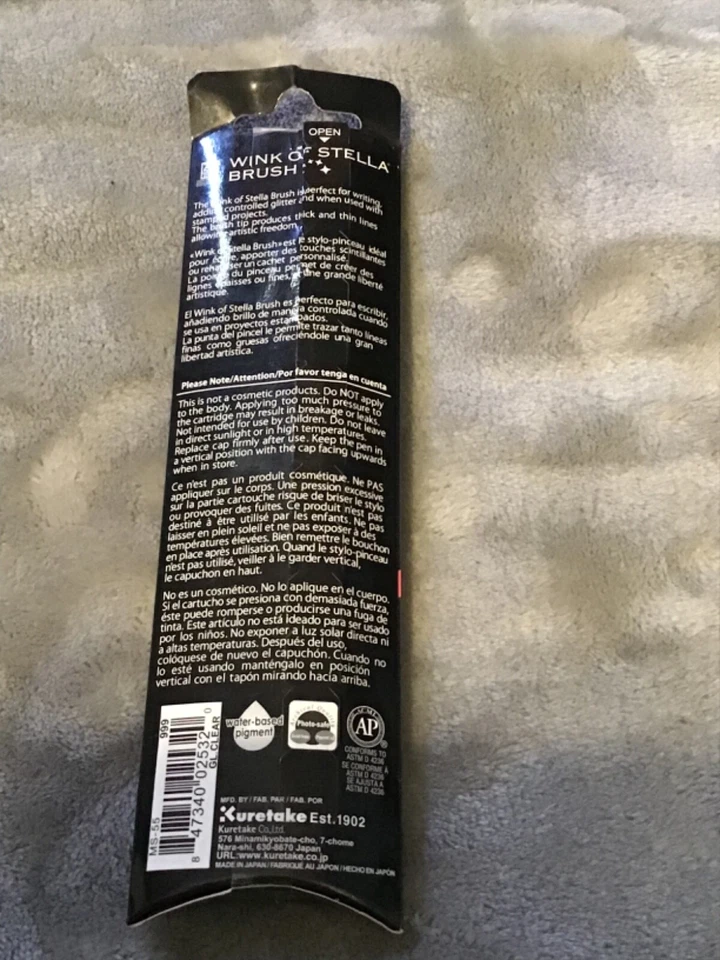 OPEN
WINK OF STELLA
BRUSH
The Wink of Stella Brush is perfect for writing,
adding controlled glitter and when used with
stamped projects.
The brush tip produces thick and thin lines
allowing artistic freedom.
«Wink of Stella Brush» est le stylo-pinceau idéal
pour écrire, apporter des touches scintillantes
ou rehausser un cachet personnalisé.
La pointe du pinceau permet de créer des
lignes épaisses ou fines, et une grande liberté
artistique.
El Wink of Stella Brush es perfecto para escribir,
añadiendo brillo de manera controlada cuando
se usa en proyectos estampados.
La punta del pincel le permite trazar tanto líneas
finas como gruesas ofreciéndole una gran
libertad artística.
Please Note/Attention/Por favor tenga en cuenta
This is not a cosmetic products. Do NOT apply
to the body. Applying too much pressure to
the cartridge may result in breakage or leaks.
Not intended for use by children. Do not leave
in direct sunlight or in high temperatures.
Replace cap firmly after use. Keep the pen in
a vertical position with the cap facing upwards
when in store.
Ce n'est pas un produit cosmétique. Ne PAS
appliquer sur le corps. Une pression excessive
sur la partie cartouche risque de briser le stylo
ou provoquer des fuites. Ce produit n'est pas
destiné à être utilisé par les enfants. Ne pas
laisser en plein soleil et ne pas exposer à des
températures élevées. Bien remettre le bouchon
en place après utilisation. Quand le stylo-pinceau
n'est pas utilisé, veiller à le garder vertical,
le capuchon en haut.
No es un cosmético. No lo aplique en el cuerpo.
Si el cartucho se presiona con demasiada fuerza,
éste puede romperse o producirse una fuga de
tinta. Este artículo no está ideado para ser usado
por los niños. No exponer a luz solar directa ni
a altas temperaturas. Después del uso,
colóquese de nuevo el capuchón. Cuando no
lo esté usando manténgalo en posición
vertical con el tapón mirando hacia arriba.
MS-55
999
8 47340 02532 0
GL CLEAR
water-based
pigment
Photo-safe
AP
CONFORMS TO
ASTM D 4236
SE CONFORME À
ASTM D 4236
SE AJUSTA A
ASTM D 4236
MFD. BY / FAB. PAR / FAB. POR
Kuretake Est.1902
Kuretake Co.,Ltd.
576 Minamikyobate-cho, 7-chome
Nara-shi, 630-8670 Japan
URL:www.kuretake.co.jp
MADE IN JAPAN / FABRIQUÉ AU JAPON / HECHO EN JAPÓN